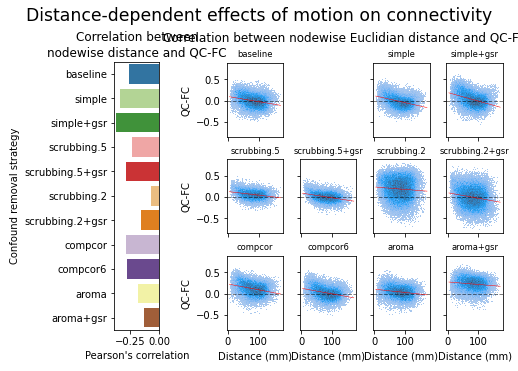 Distance-dependent effects of motion on connectivity
Correlation between
nodewise distance and QC-FC
Correlation between nodewise Euclidian distance and QC-F
Confound removal strategy
baseline
simple
simple+gsr
scrubbing.5
scrubbing.5+gsr
scrubbing.2
scrubbing.2+gsr
compcor
compcor6
aroma
aroma+gsr
−0.25 0.00
Pearson's correlation
baseline simple simple+gsr
QC-FC
0.5
0.0
−0.5
scrubbing.5 scrubbing.5+gsr scrubbing.2 scrubbing.2+gsr
QC-FC
0.5
0.0
−0.5
compcor compcor6 aroma aroma+gsr
QC-FC
0.5
0.0
−0.5
0 100 0 100 0 100 0 100
Distance (mm) Distance (mm) Distance (mm) Distance (mm)